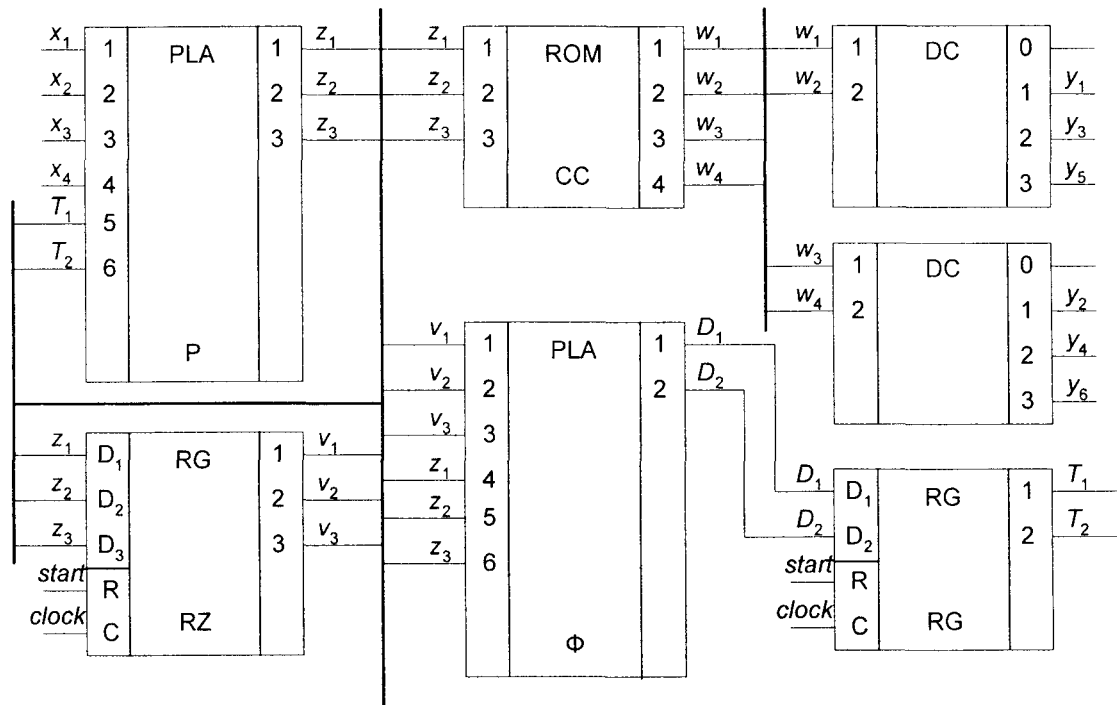 x₁ 1 PLA 1 z₁ z₁ 1 ROM 1 w₁ w₁ 1 DC 0
x₂ 2 2 z₂ z₂ 2 2 w₂ w₂ 2 1 y₁
x₃ 3 3 z₃ z₃ 3 3 w₃ 2 y₃
x₄ 4 CC 4 w₄ 3 y₅
T₁ 5
T₂ 6 w₃ 1 DC 0
w₄ 2 1 y₂
P v₁ 1 PLA 1 D₁ 2 y₄
v₂ 2 2 D₂ 3 y₆
v₃ 3
z₁ D₁ RG 1 v₁ z₁ 4
z₂ D₂ 2 v₂ z₂ 5 D₁ D₁ RG 1 T₁
z₃ D₃ 3 v₃ z₃ 6 D₂ D₂ 2 T₂
start R start R
clock C RZ Φ clock C RG